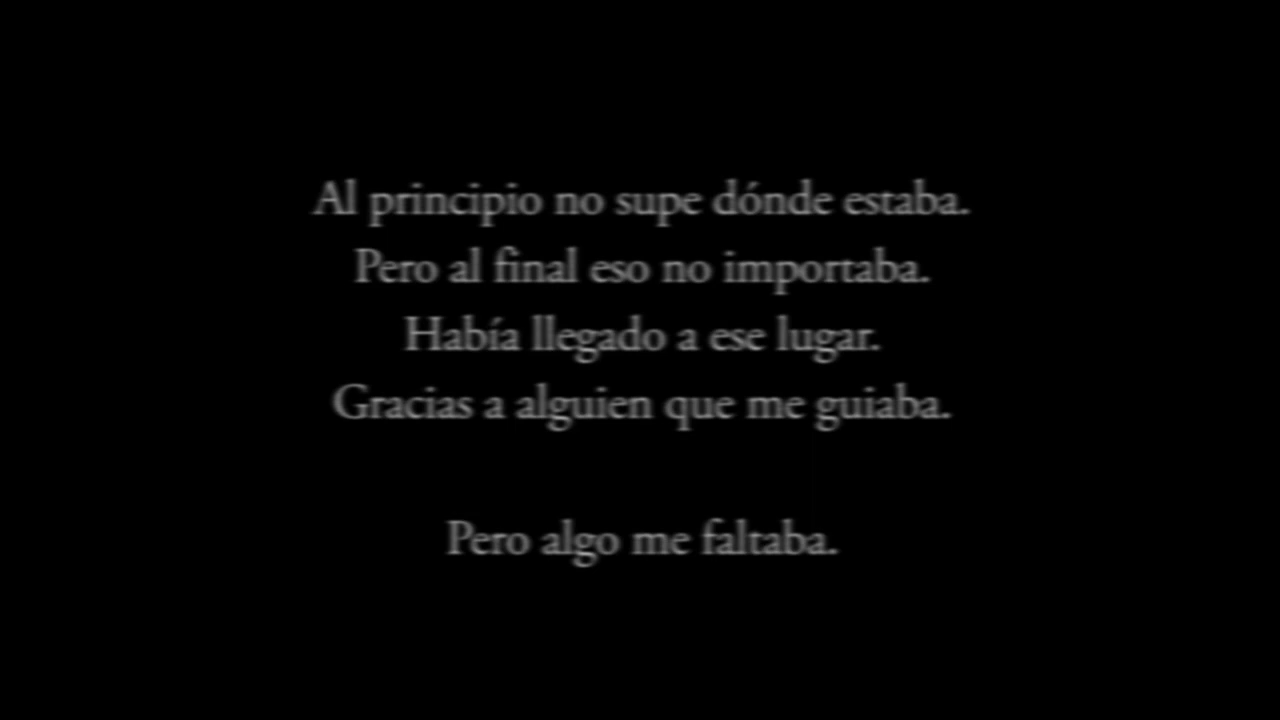 Al principio no supe dónde estaba.
Pero al final eso no importaba.
Había llegado a ese lugar.
Gracias a alguien que me guiaba.
Pero algo me faltaba.